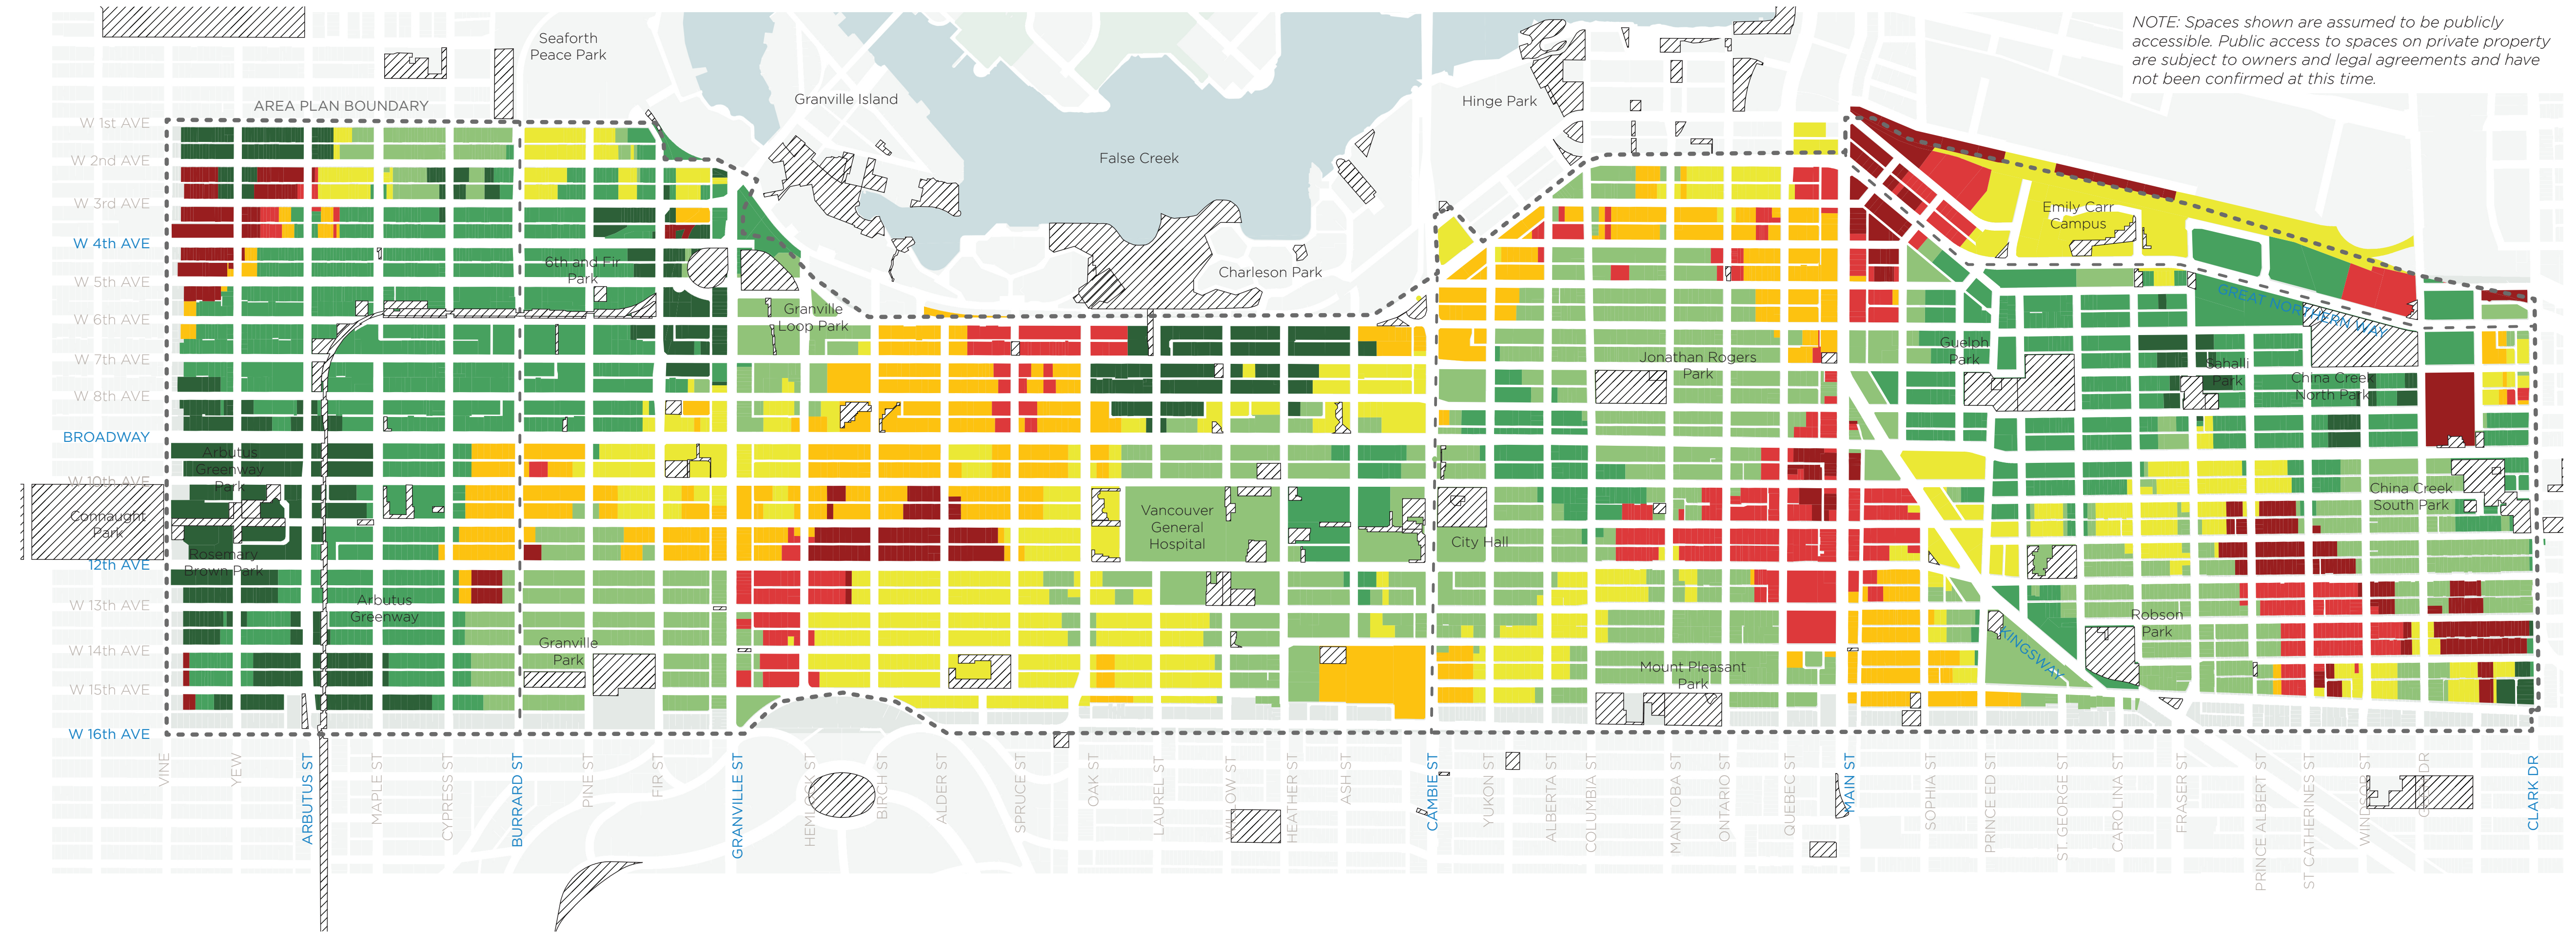 NOTE: Spaces shown are assumed to be publicly
accessible. Public access to spaces on private property
are subject to owners and legal agreements and have
not been confirmed at this time.
Seaforth
Peace Park
Granville Island
Hinge Park
False Creek
Charleson Park
AREA PLAN BOUNDARY
W 1st AVE
W 2nd AVE
W 3rd AVE
W 4th AVE
W 5th AVE
W 6th AVE
W 7th AVE
W 8th AVE
BROADWAY
W 10th AVE
12th AVE
W 13th AVE
W 14th AVE
W 15th AVE
W 16th AVE
6th and Fir
Park
Granville
Loop Park
Emily Carr
Campus
GREAT NORTHERN WAY
Jonathan Rogers
Park
Guelph
Park
Sahalli
Park
China Creek
North Park
Arbutus
Greenway
Park
Connaught
Park
Rosemary
Brown Park
Arbutus
Greenway
Granville
Park
Vancouver
General
Hospital
City Hall
China Creek
South Park
Robson
Park
KINGSWAY
Mount Pleasant
Park
VINE
YEW
ARBUTUS ST
MAPLE ST
CYPRESS ST
BURRARD ST
PINE ST
FIR ST
GRANVILLE ST
HEMLOCK ST
BIRCH ST
ALDER ST
SPRUCE ST
OAK ST
LAUREL ST
WILLOW ST
HEATHER ST
ASH ST
CAMBIE ST
YUKON ST
ALBERTA ST
COLUMBIA ST
MANITOBA ST
ONTARIO ST
QUEBEC ST
MAIN ST
SOPHIA ST
PRINCE ED ST
ST. GEORGE ST
CAROLINA ST
FRASER ST
PRINCE ALBERT ST
ST CATHERINES ST
WINDSOR ST
DR
CLARK DR